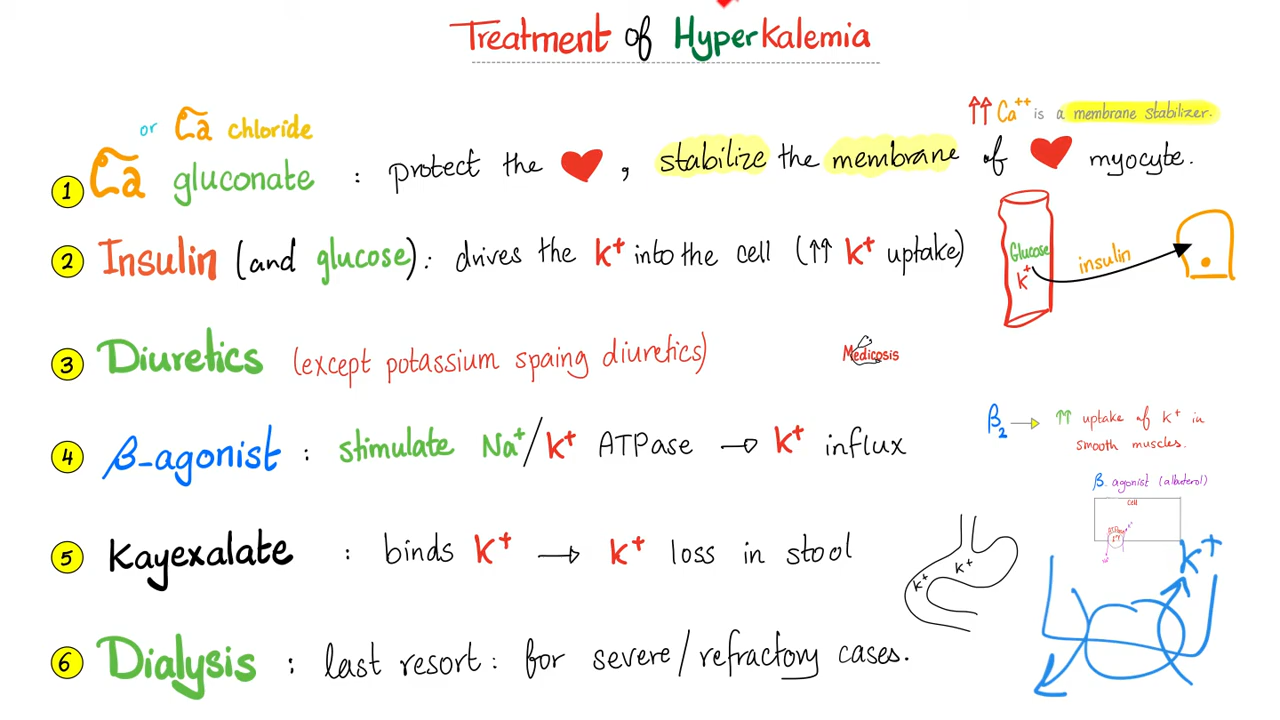 Treatment of HyperKalemia
↑↑ Ca⁺⁺ is a membrane stabilizer.
or Ca chloride
① Ca gluconate : protect the ♥, stabilize the membrane of ♥ myocyte.
② Insulin (and glucose): drives the K⁺ into the cell (↑↑ K⁺ uptake)
Glucose
K⁺
insulin
③ Diuretics (except potassium spaing diuretics)
Medicosis
④ β-agonist : stimulate Na⁺/K⁺ ATPase → K⁺ influx
β₂ → ↑↑ uptake of K⁺ in
smooth muscles.
β agonist (albuterol)
Cell
⑤ Kayexalate : binds K⁺ → K⁺ loss in stool
K⁺ K⁺
K⁺
⑥ Dialysis : last resort: for severe/refractory cases.